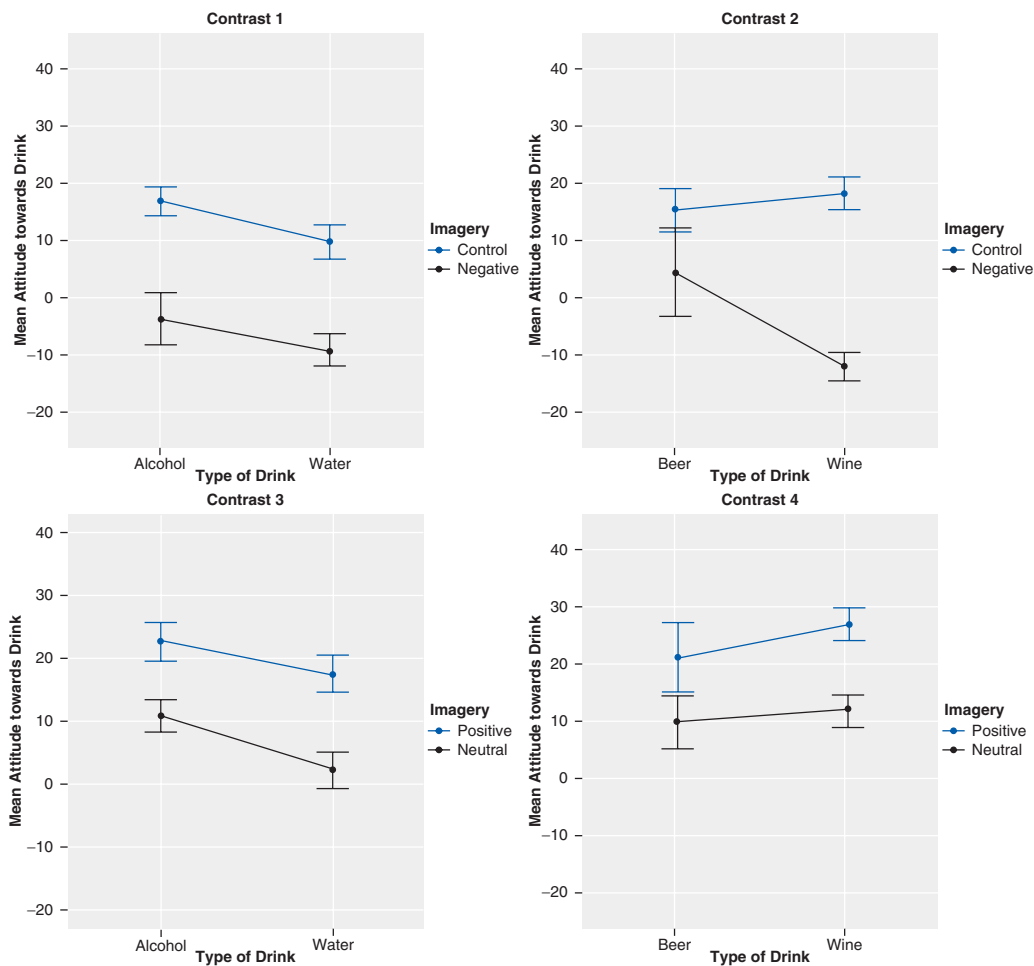 Contrast 1
Mean Attitude towards Drink
40
30
20
10
0
−10
−20
Alcohol
Water
Type of Drink
Imagery
Control
Negative
Contrast 2
Mean Attitude towards Drink
40
30
20
10
0
−10
−20
Beer
Wine
Type of Drink
Imagery
Control
Negative
Contrast 3
Mean Attitude towards Drink
40
30
20
10
0
−10
−20
Alcohol
Water
Type of Drink
Imagery
Positive
Neutral
Contrast 4
Mean Attitude towards Drink
40
30
20
10
0
−10
−20
Beer
Wine
Type of Drink
Imagery
Positive
Neutral